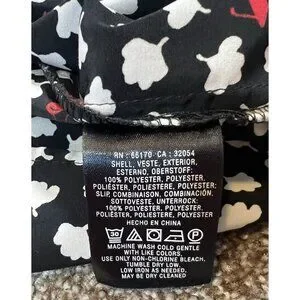 RN : 66170 CA : 32054
SHELL, VESTE, EXTERIOR,
ESTERNO, OBERSTOFF:
100% POLYESTER, POLYESTER,
POLIÉSTER, POLIESTERE, POLYESTER;
SLIP, COMBINAISON, COMBINACIÓN,
SOTTOVESTE, UNTERROCK:
100% POLYESTER, POLYESTER,
POLIÉSTER, POLIESTERE, POLYESTER
HECHO EN CHINA
30
MACHINE WASH COLD GENTLE
WITH LIKE COLORS.
USE ONLY NON-CHLORINE BLEACH.
TUMBLE DRY LOW.
LOW IRON AS NEEDED.
MAY BE DRY CLEANED